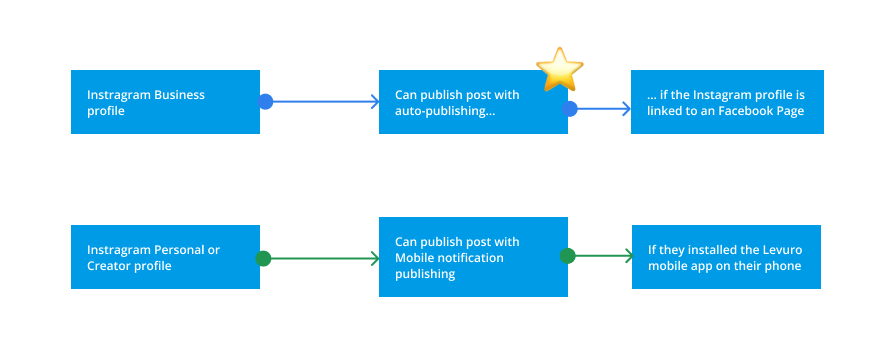 Instragram Business
profile
Can publish post with
auto-publishing...
... if the Instagram profile is
linked to an Facebook Page
Instragram Personal or
Creator profile
Can publish post with
Mobile notification
publishing
If they installed the Levuro
mobile app on their phone